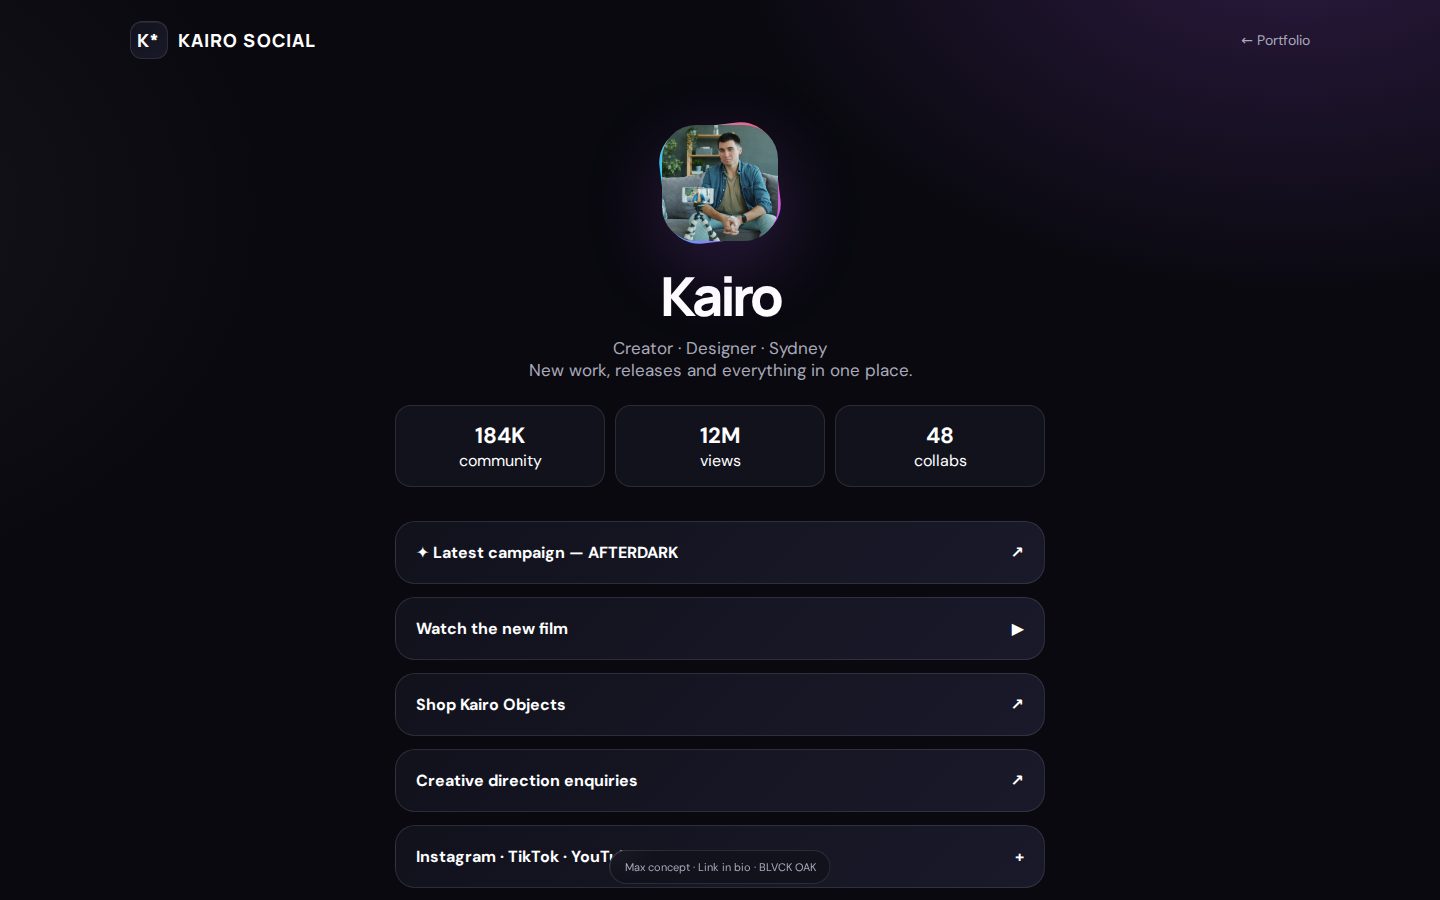 K* KAIRO SOCIAL
← Portfolio
Kairo
Creator · Designer · Sydney
New work, releases and everything in one place.
184K
community
12M
views
48
collabs
✦ Latest campaign — AFTERDARK ↗
Watch the new film ▶
Shop Kairo Objects ↗
Creative direction enquiries ↗
Instagram · TikTok · +
Max concept · Link in bio · BLVCK OAK